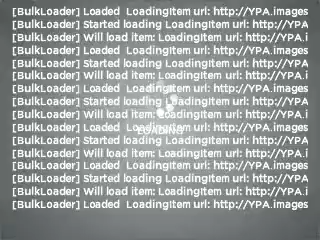 [BulkLoader] Loaded  LoadingItem url: http://YPA.images
[BulkLoader] Started loading LoadingItem url: http://YPA
[BulkLoader] Will load item: LoadingItem url: http://YPA.i
[BulkLoader] Loaded  LoadingItem url: http://YPA.images
[BulkLoader] Started loading LoadingItem url: http://YPA
[BulkLoader] Will load item: LoadingItem url: http://YPA.i
[BulkLoader] Loaded  LoadingItem url: http://YPA.images
[BulkLoader] Started loading LoadingItem url: http://YPA
[BulkLoader] Will load item: LoadingItem url: http://YPA.i
[BulkLoader] Loaded  LoadingItem url: http://YPA.images
LOADING
[BulkLoader] Started loading LoadingItem url: http://YPA
[BulkLoader] Will load item: LoadingItem url: http://YPA.i
[BulkLoader] Loaded  LoadingItem url: http://YPA.images
[BulkLoader] Started loading LoadingItem url: http://YPA
[BulkLoader] Will load item: LoadingItem url: http://YPA.i
[BulkLoader] Loaded  LoadingItem url: http://YPA.images